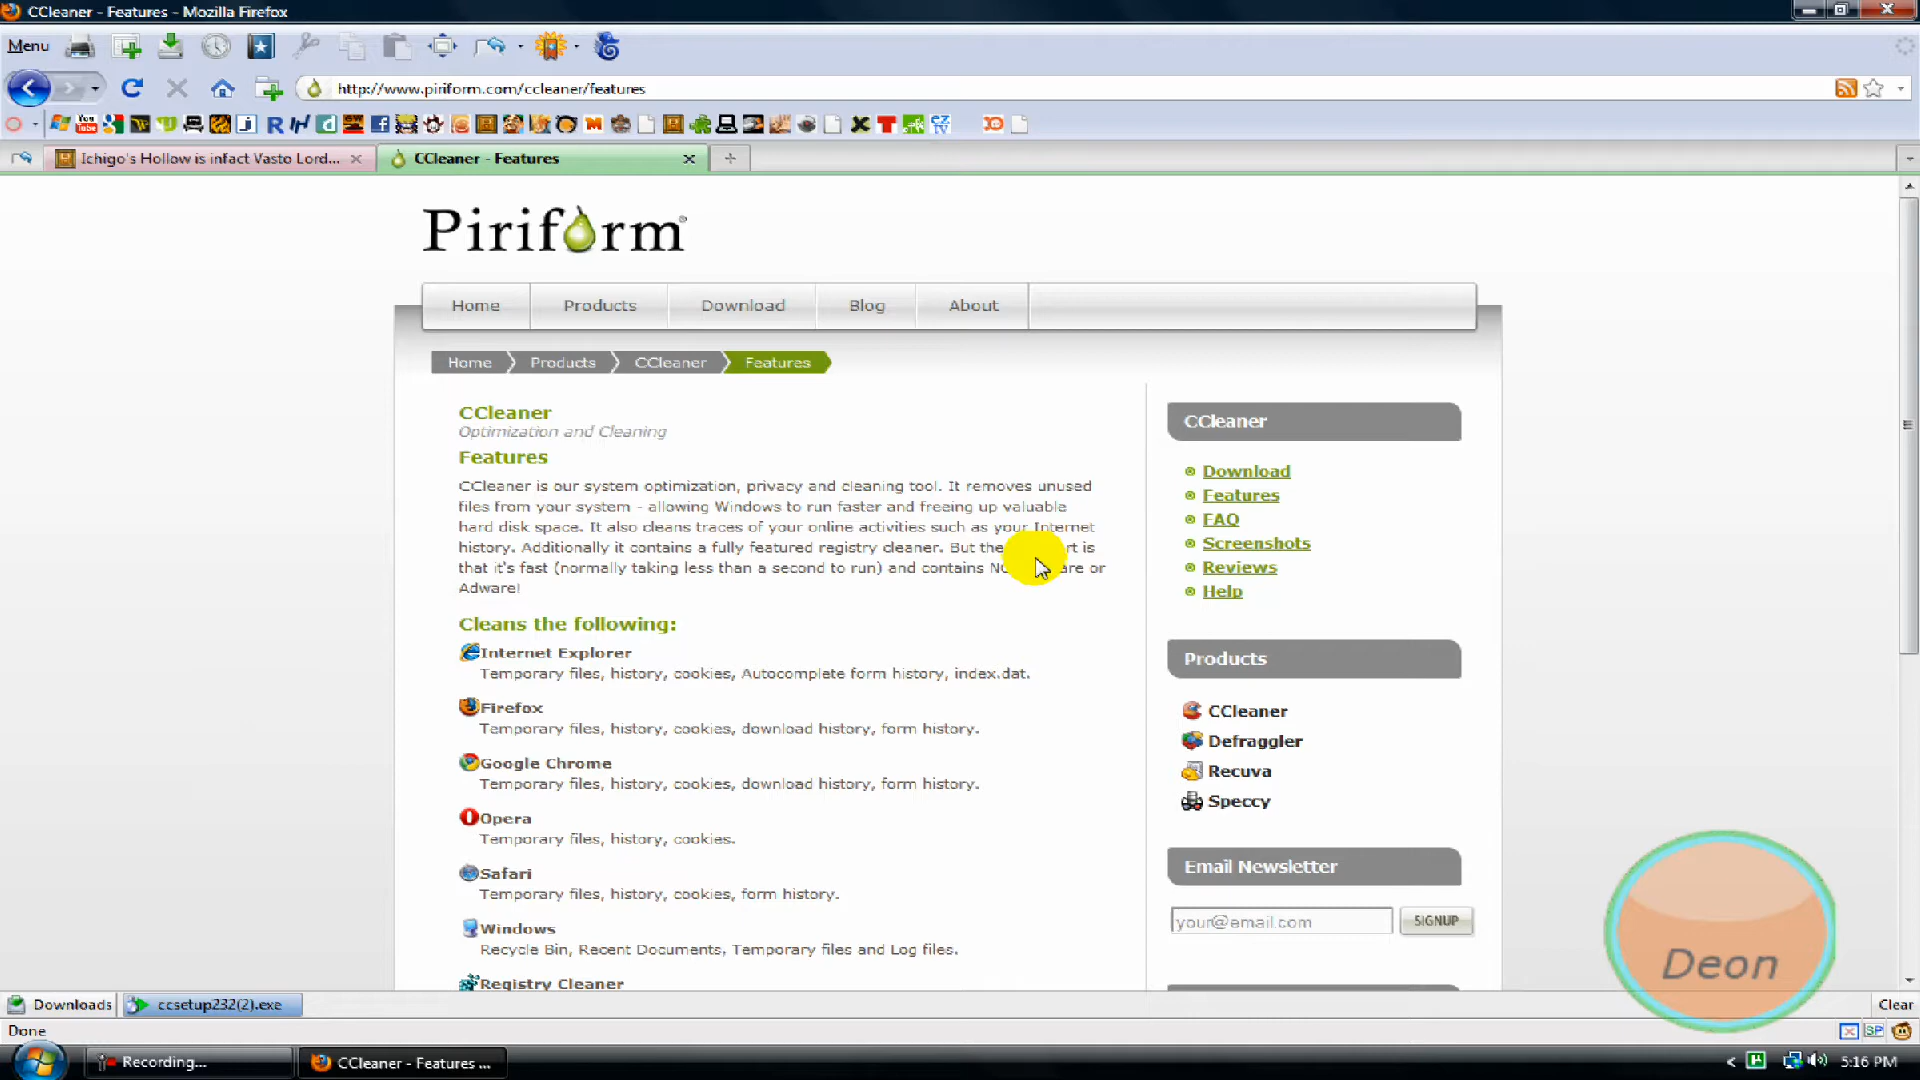 CCleaner - Features - Mozilla Firefox
Menu
http://www.piriform.com/ccleaner/features
Ichigo's Hollow is infact Vasto Lord...
CCleaner - Features
Piriform
Home Products Download Blog About
Home Products CCleaner Features
CCleaner
Optimization and Cleaning
Features
CCleaner is our system optimization, privacy and cleaning tool. It removes unused
files from your system - allowing Windows to run faster and freeing up valuable
hard disk space. It also cleans traces of your online activities such as your Internet
history. Additionally it contains a fully featured registry cleaner. But the is
that it's fast (normally taking less than a second to run) and contains or
Adware!
Cleans the following:
Internet Explorer
Temporary files, history, cookies, Autocomplete form history, index.dat.
Firefox
Temporary files, history, cookies, download history, form history.
Google Chrome
Temporary files, history, cookies, download history, form history.
Opera
Temporary files, history, cookies.
Safari
Temporary files, history, cookies, form history.
Windows
Recycle Bin, Recent Documents, Temporary files and Log files.
Registry Cleaner
CCleaner
Download
Features
FAQ
Screenshots
Reviews
Help
Products
CCleaner
Defraggler
Recuva
Speccy
Email Newsletter
your@email.com
SIGNUP
Deon
Downloads
ccsetup232(2).exe
Clear
Done
Recording...
CCleaner - Features ...
5:16 PM